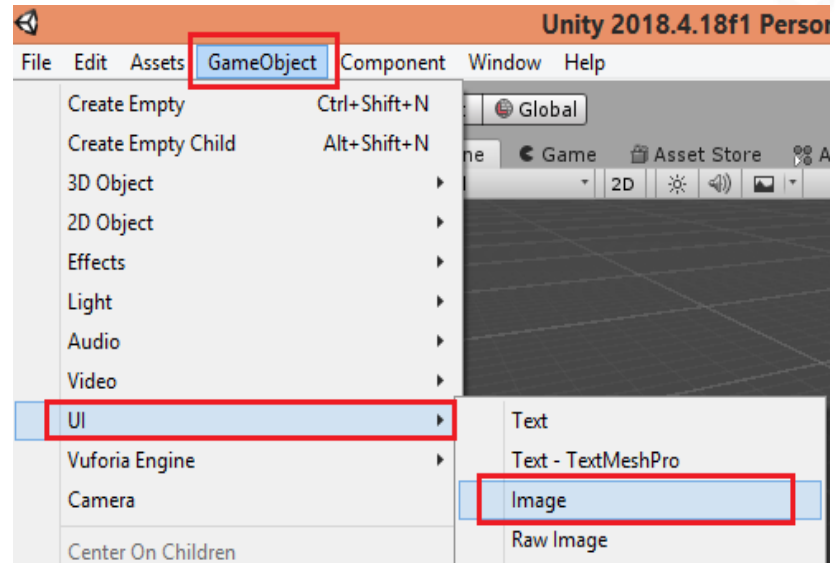 Unity 2018.4.18f1 Person
File Edit Assets GameObject Component Window Help
Create Empty Ctrl+Shift+N
Global
Create Empty Child Alt+Shift+N
ne Game Asset Store A
3D Object
2D
2D Object
Effects
Light
Audio
Video
UI
Text
Vuforia Engine
Text - TextMeshPro
Camera
Image
Center On Children
Raw Image